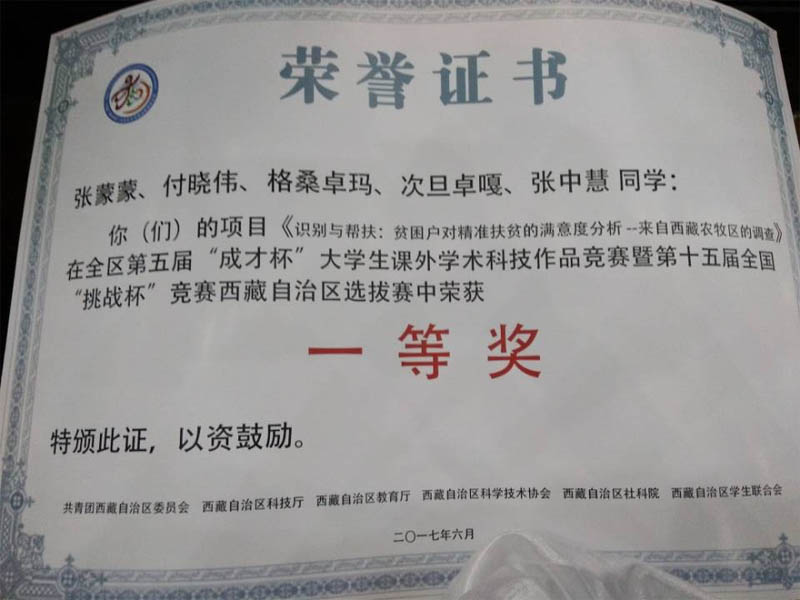 荣誉证书
张蒙蒙、付晓伟、格桑卓玛、次旦卓嘎、张中慧 同学：
你（们）的项目《识别与帮扶：贫困户对精准扶贫的满意度分析--来自西藏农牧区的调查》
在全区第五届“成才杯”大学生课外学术科技作品竞赛暨第十五届全国
“挑战杯”竞赛西藏自治区选拔赛中荣获
一等奖
特颁此证，以资鼓励。
共青团西藏自治区委员会 西藏自治区科技厅 西藏自治区教育厅 西藏自治区科学技术协会 西藏自治区社科院 西藏自治区学生联合会
二〇一七年六月